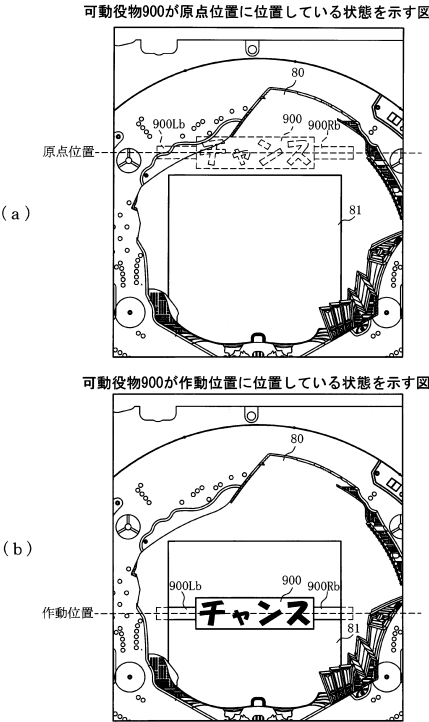 可動役物900が原点位置に位置している状態を示す図
80
900Lb
900
900Rb
原点位置
チャンス
81
(a)
可動役物900が作動位置に位置している状態を示す図
80
(b)
900Lb
900
900Rb
作動位置
チャンス
81